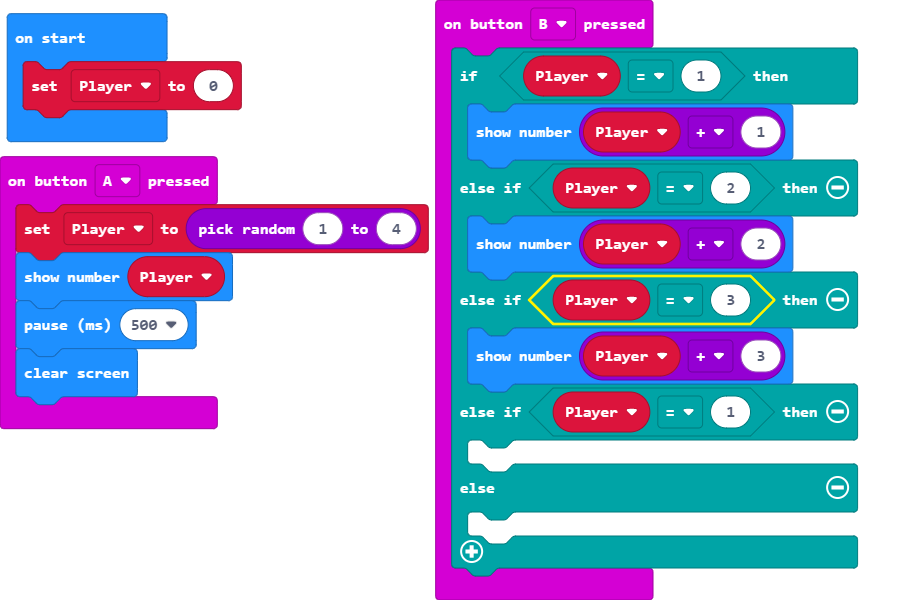 on start
set Player to 0
on button A pressed
set Player to pick random 1 to 4
show number Player
pause (ms) 500
clear screen
on button B pressed
if Player = 1 then
show number Player + 1
else if Player = 2 then
show number Player + 2
else if Player = 3 then
show number Player + 3
else if Player = 1 then
else